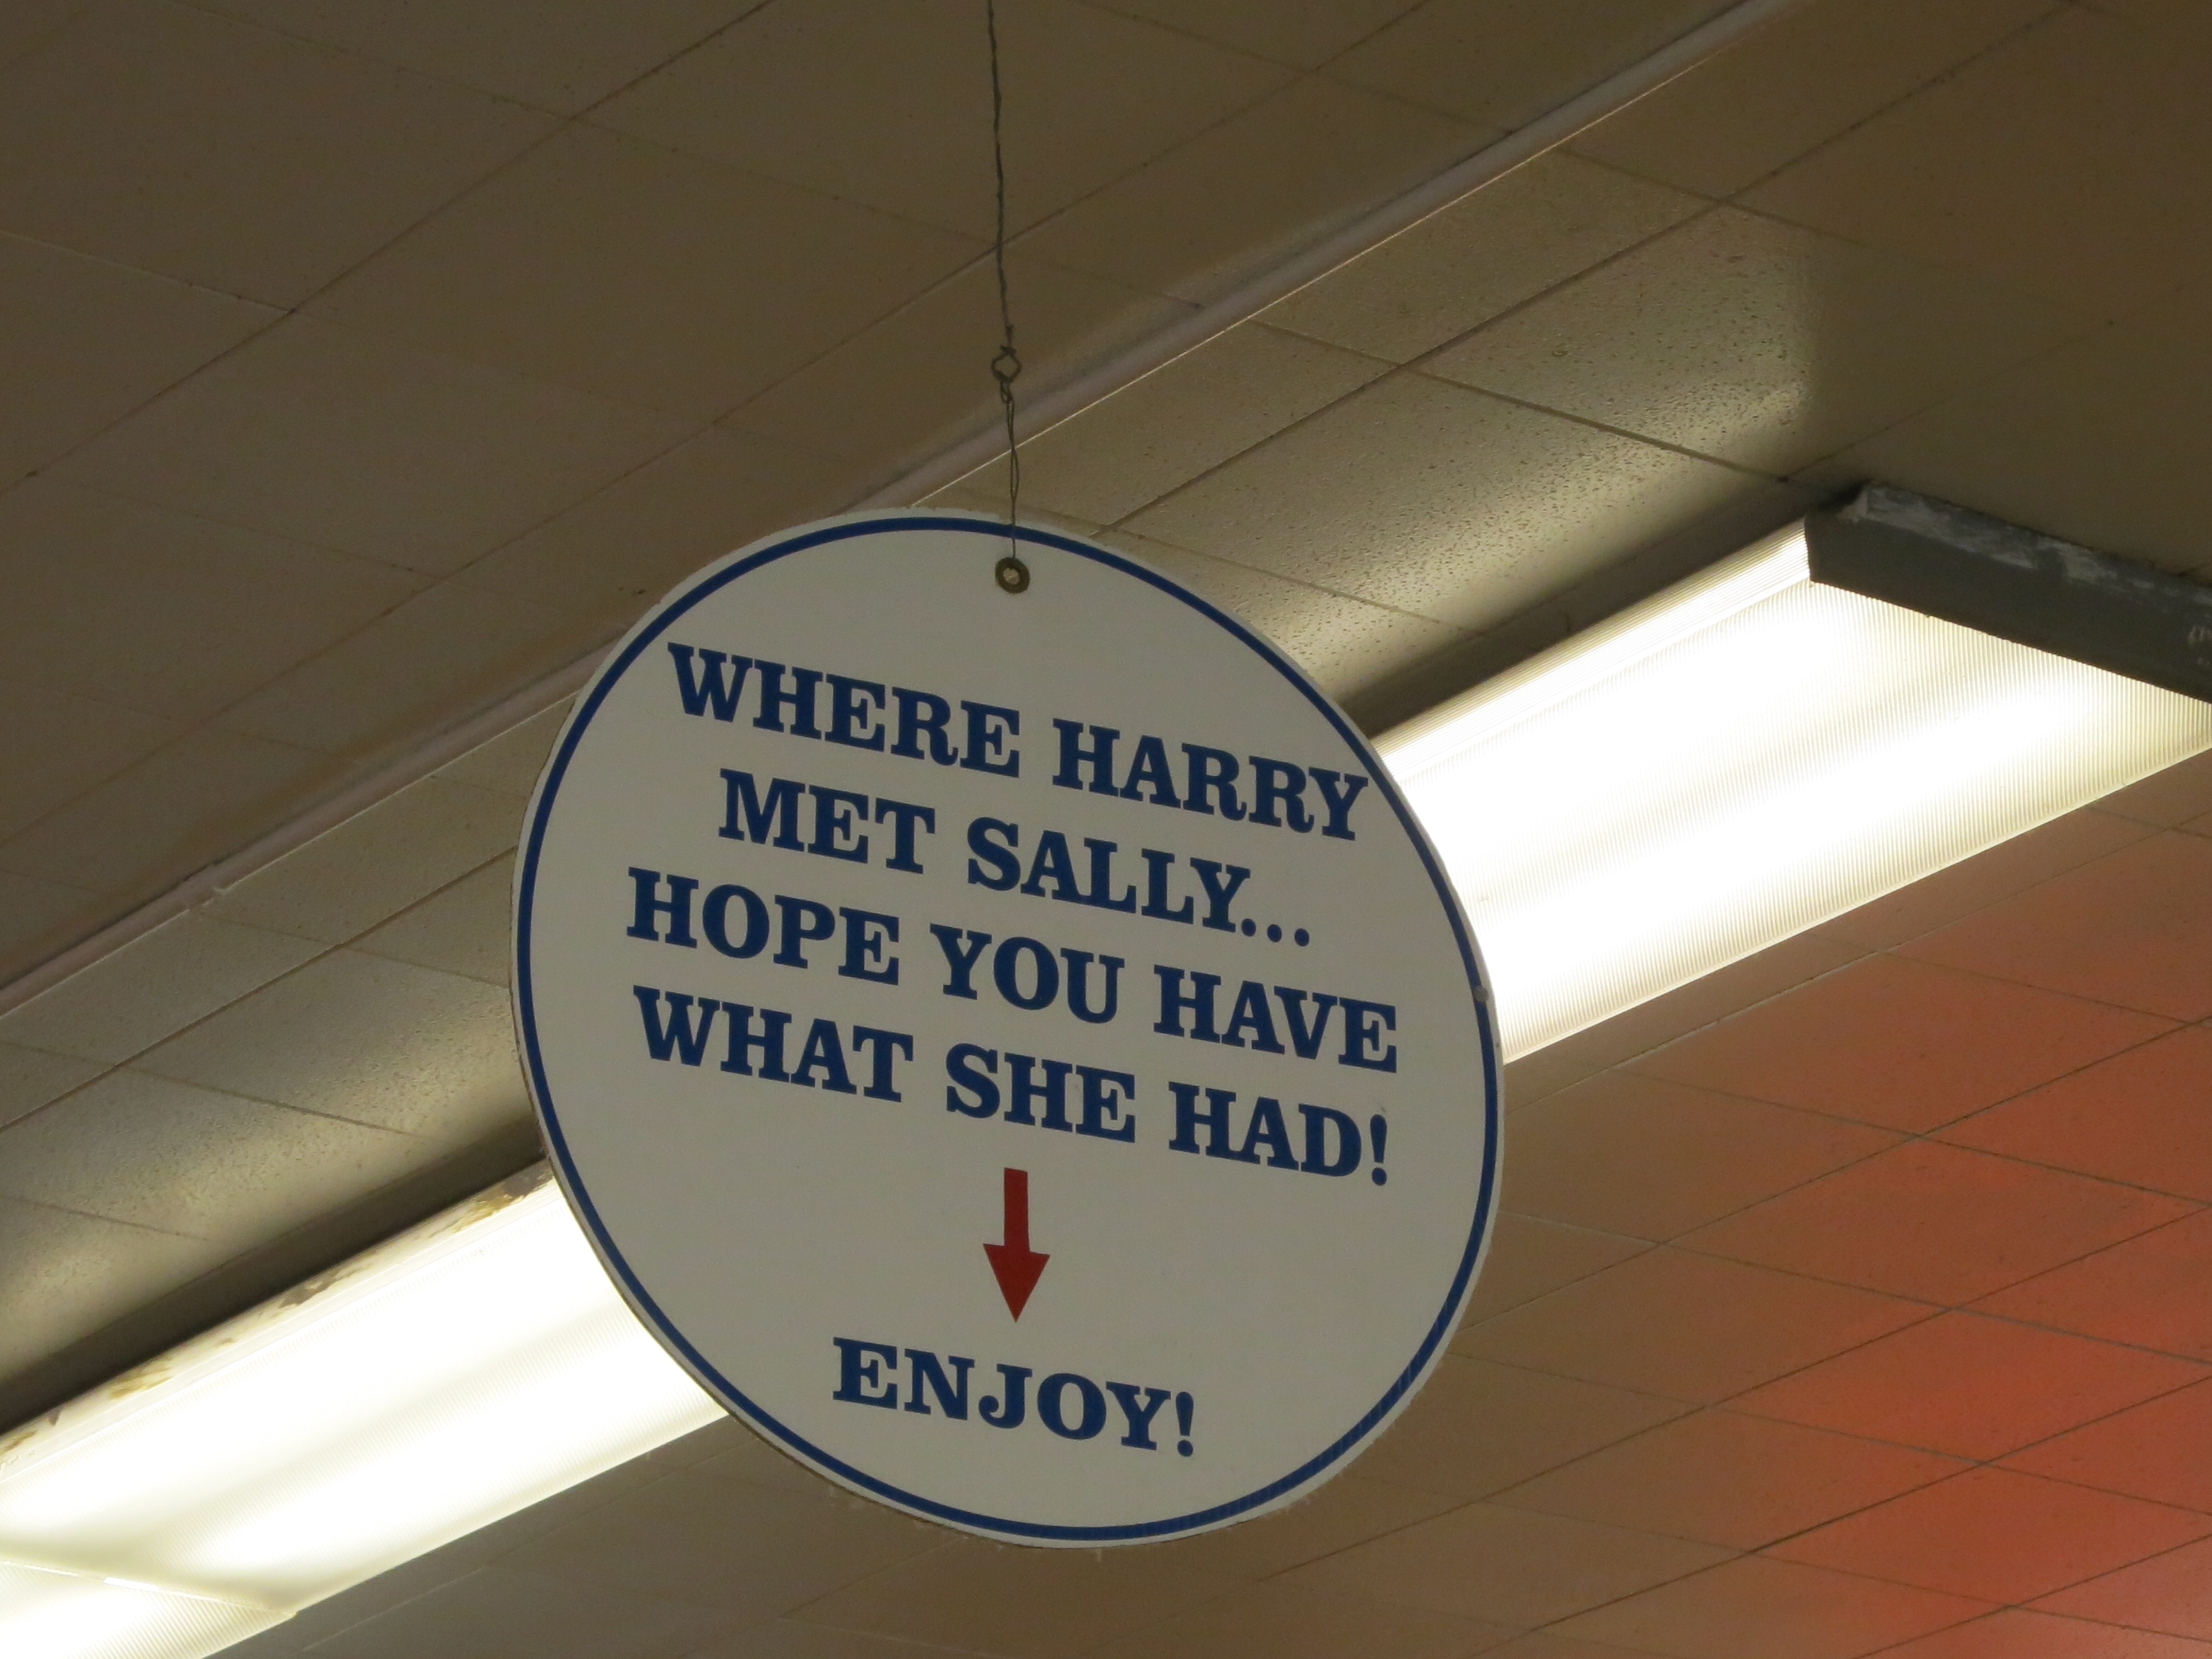 WHERE HARRY
MET SALLY...
HOPE YOU HAVE
WHAT SHE HAD!
ENJOY!